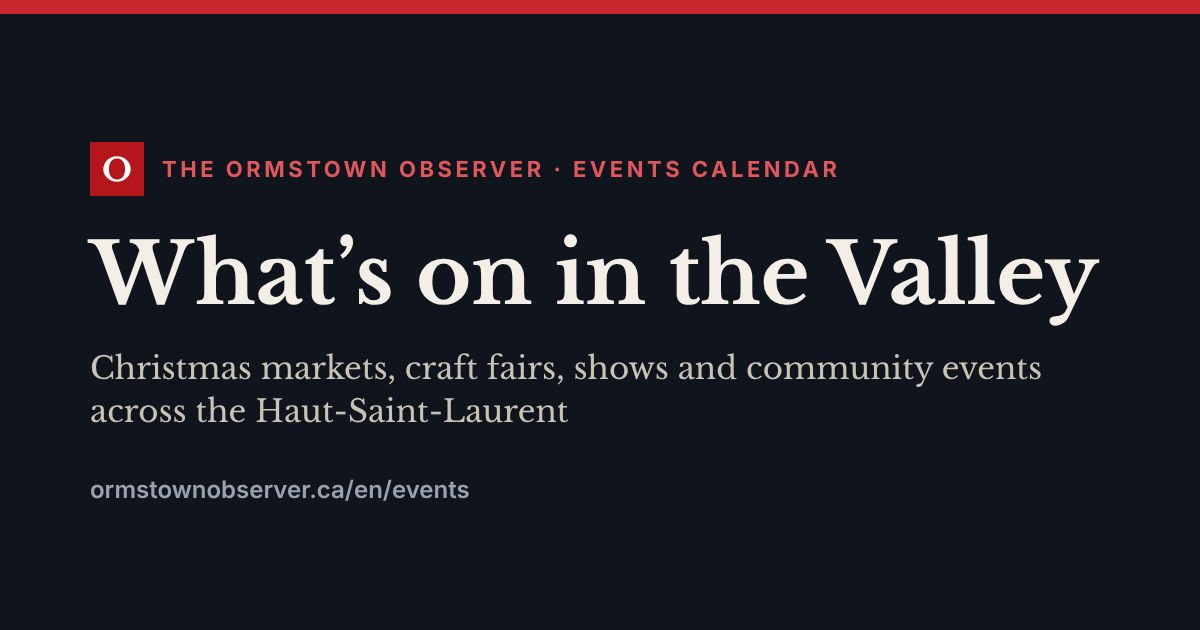 O
THE ORMSTOWN OBSERVER · EVENTS CALENDAR
What’s on in the Valley
Christmas markets, craft fairs, shows and community events
across the Haut-Saint-Laurent
ormstownobserver.ca/en/events